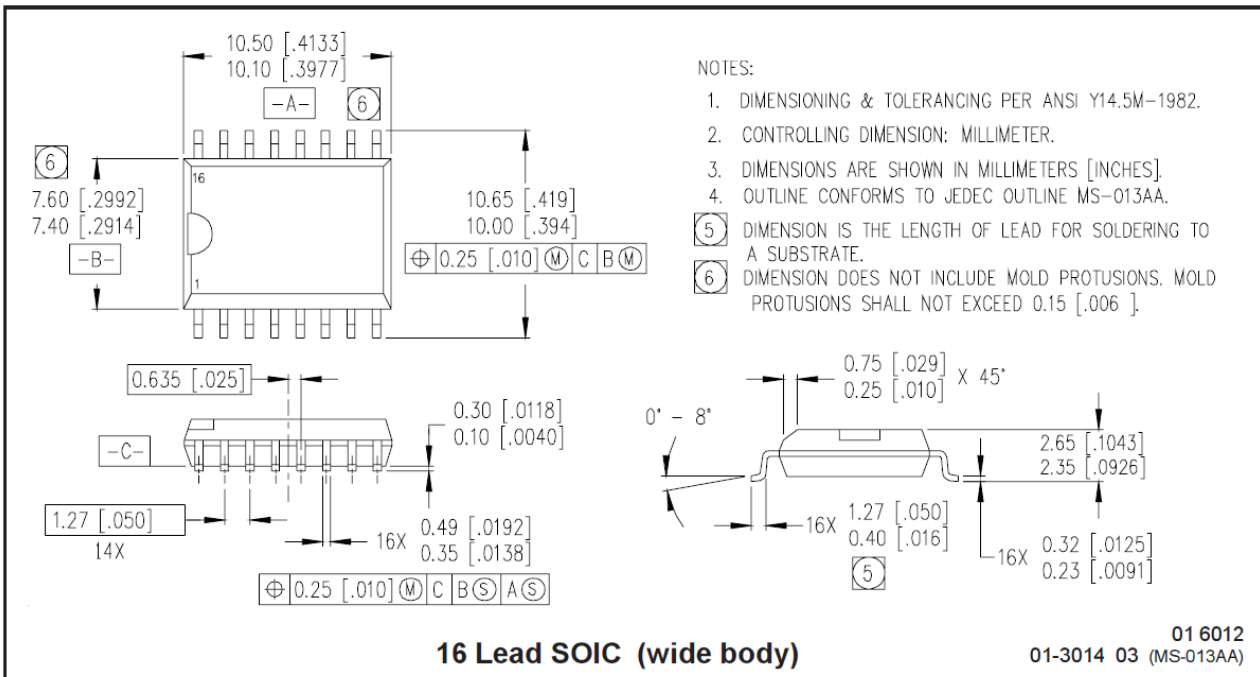 10.50 [.4133]
10.10 [.3977]
-A-
6
NOTES:
1. DIMENSIONING & TOLERANCING PER ANSI Y14.5M-1982.
2. CONTROLLING DIMENSION: MILLIMETER.
3. DIMENSIONS ARE SHOWN IN MILLIMETERS [INCHES].
4. OUTLINE CONFORMS TO JEDEC OUTLINE MS-013AA.
5 DIMENSION IS THE LENGTH OF LEAD FOR SOLDERING TO
A SUBSTRATE.
6 DIMENSION DOES NOT INCLUDE MOLD PROTUSIONS. MOLD
PROTUSIONS SHALL NOT EXCEED 0.15 [.006 ].
6
7.60 [.2992]
7.40 [.2914]
-B-
16
1
10.65 [.419]
10.00 [.394]
⌖ 0.25 [.010] Ⓜ C B Ⓜ
0.635 [.025]
-C-
0.30 [.0118]
0.10 [.0040]
1.27 [.050]
14X
16X 0.49 [.0192]
0.35 [.0138]
⌖ 0.25 [.010] Ⓜ C B Ⓢ A Ⓢ
0.75 [.029]
0.25 [.010] X 45°
0° - 8°
2.65 [.1043]
2.35 [.0926]
16X 1.27 [.050]
0.40 [.016]
5
16X 0.32 [.0125]
0.23 [.0091]
16 Lead SOIC (wide body)
01 6012
01-3014 03 (MS-013AA)